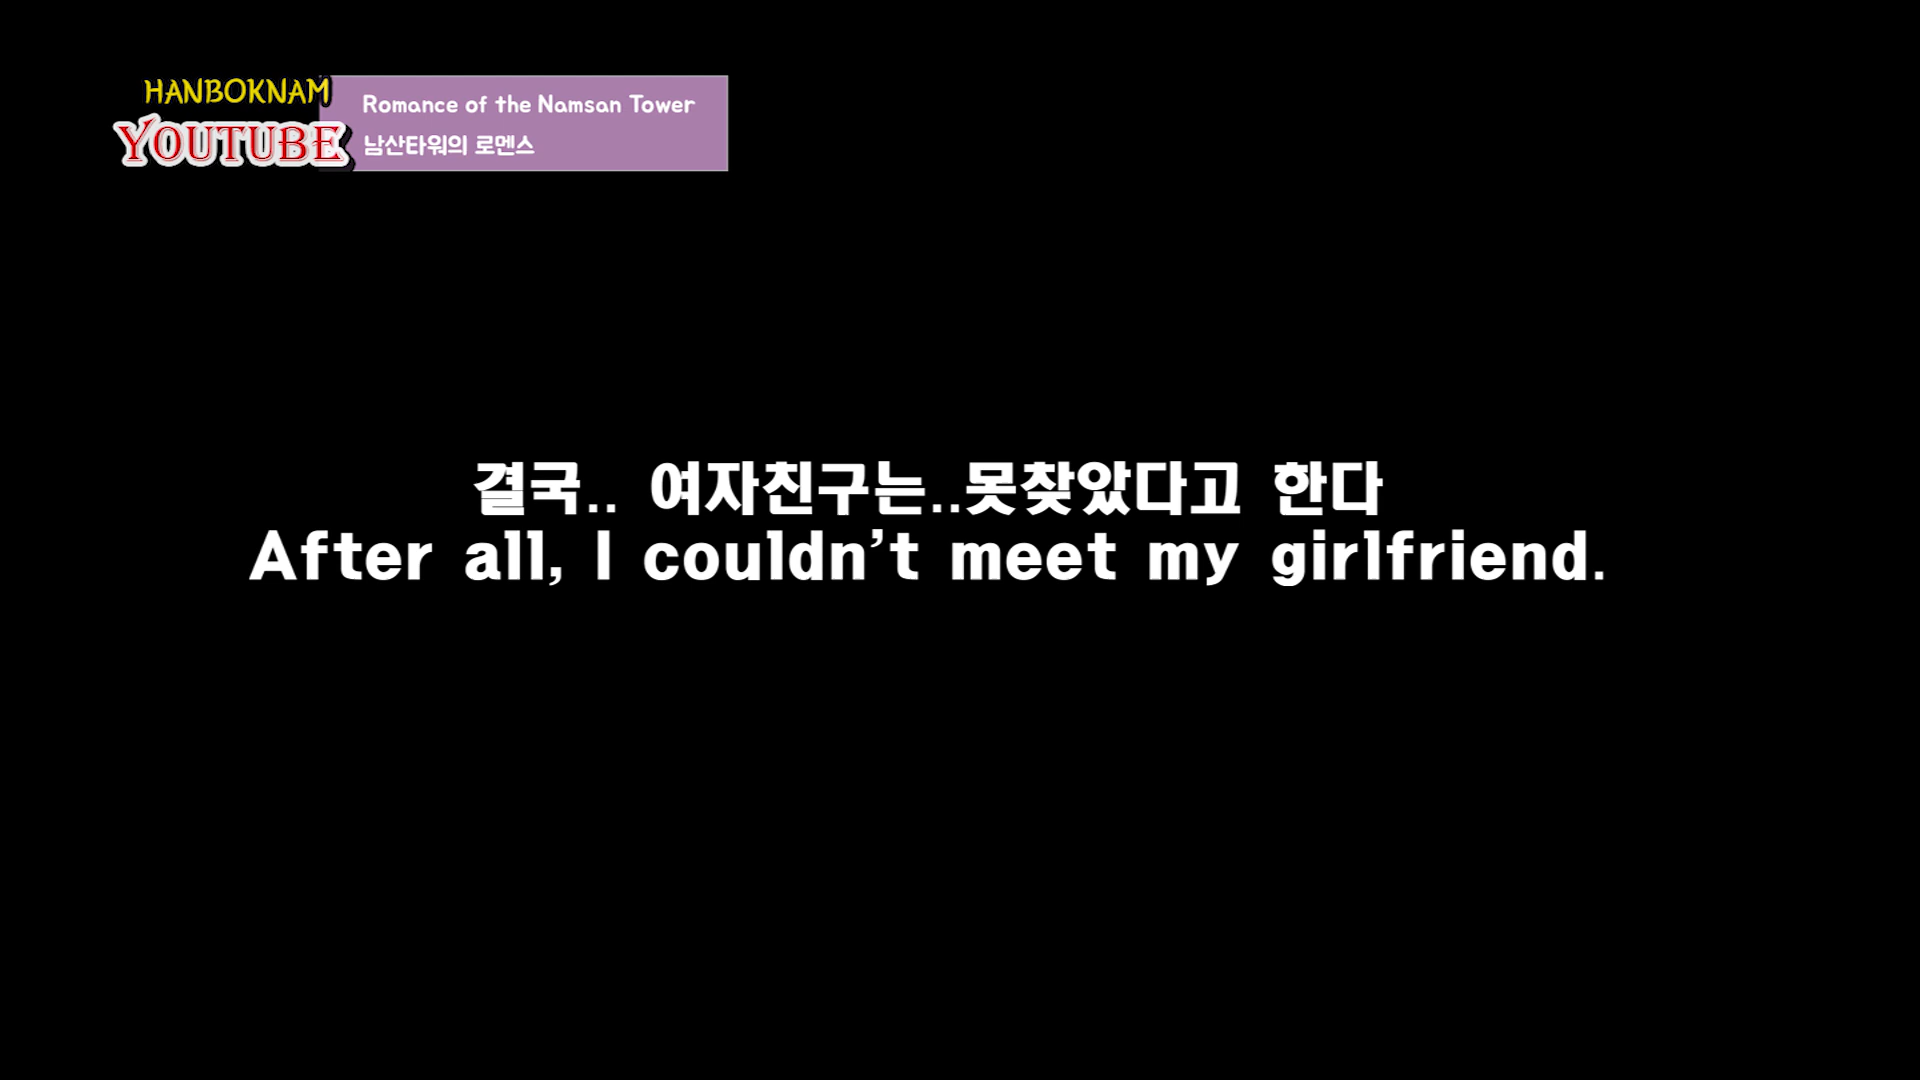 HANBOKNAM
YOUTUBE
Romance of the Namsan Tower
남산타워의 로멘스
결국.. 여자친구는..못찾았다고 한다
After all, I couldn’t meet my girlfriend.